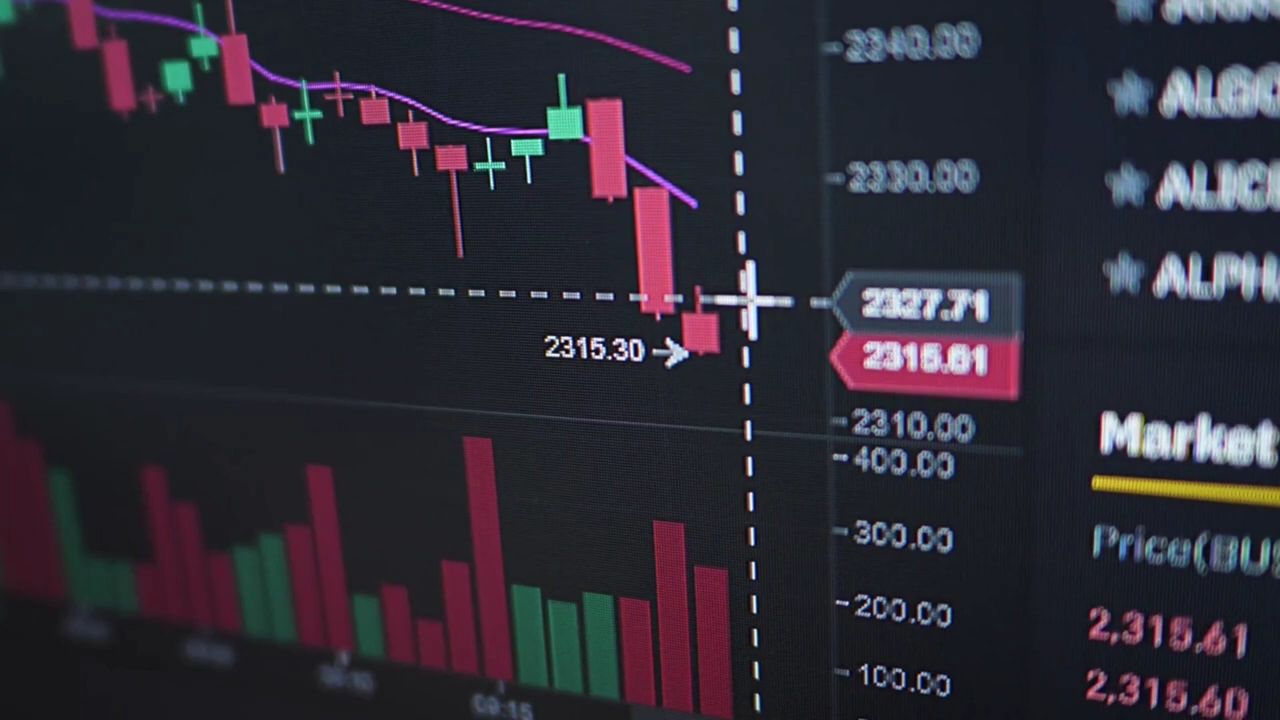 2340.00
ALGO
2330.00
ALICE
ALPH
2327.71
2315.30
2315.61
2310.00
Market
400.00
300.00
Price(BUS
200.00
2,315.61
100.00
2,315.60
09:15